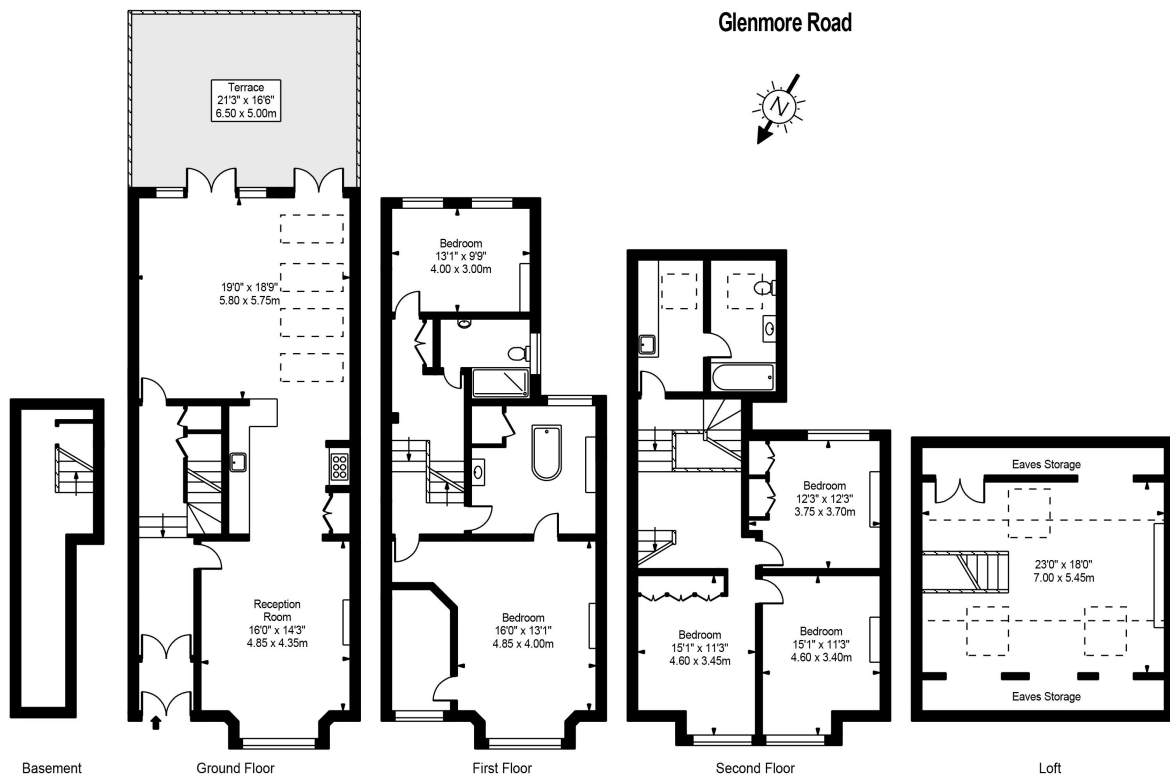 Glenmore Road
N
Terrace
21'3" x 16'6"
6.50 x 5.00m
19'0" x 18'9"
5.80 x 5.75m
Reception
Room
16'0" x 14'3"
4.85 x 4.35m
Bedroom
13'1" x 9'9"
4.00 x 3.00m
Bedroom
16'0" x 13'1"
4.85 x 4.00m
Bedroom
12'3" x 12'3"
3.75 x 3.70m
Bedroom
15'1" x 11'3"
4.60 x 3.45m
Bedroom
15'1" x 11'3"
4.60 x 3.40m
Eaves Storage
23'0" x 18'0"
7.00 x 5.45m
Eaves Storage
Basement
Ground Floor
First Floor
Second Floor
Loft